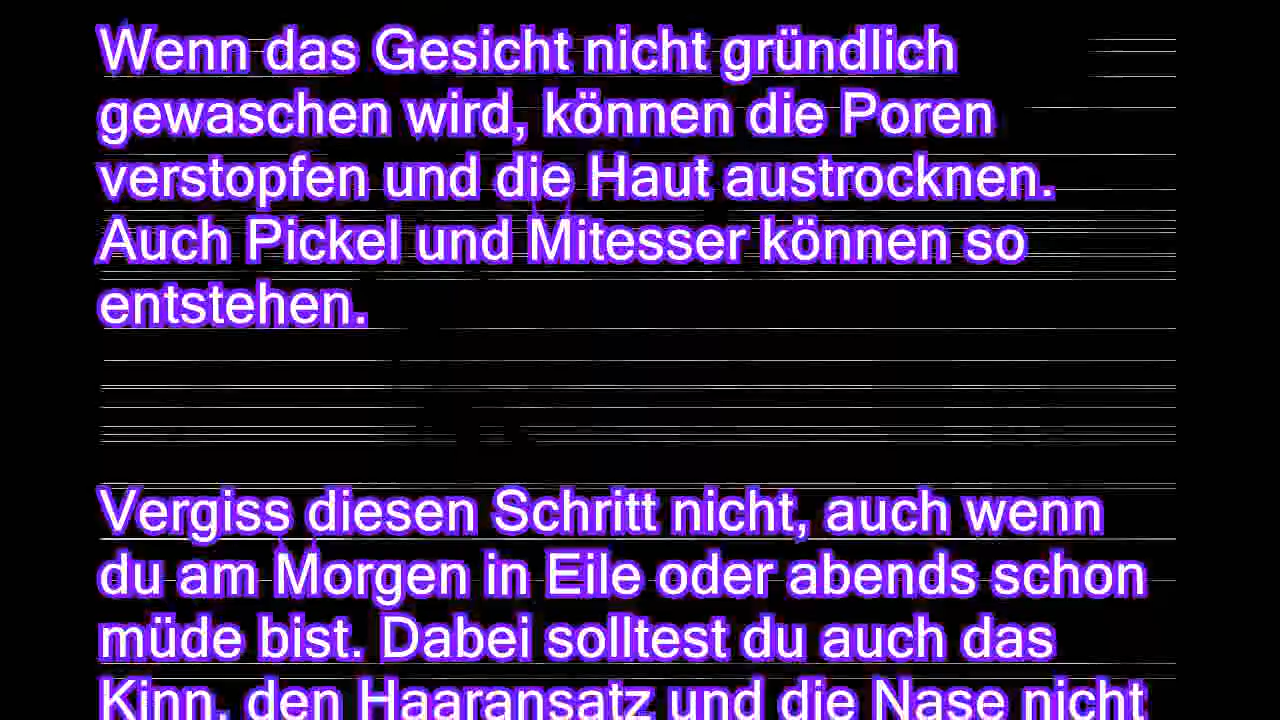 Wenn das Gesicht nicht gründlich
gewaschen wird, können die Poren
verstopfen und die Haut austrocknen.
Auch Pickel und Mitesser können so
entstehen.
Vergiss diesen Schritt nicht, auch wenn
du am Morgen in Eile oder abends schon
müde bist. Dabei solltest du auch das
Kinn, den Haaransatz und die Nase nicht